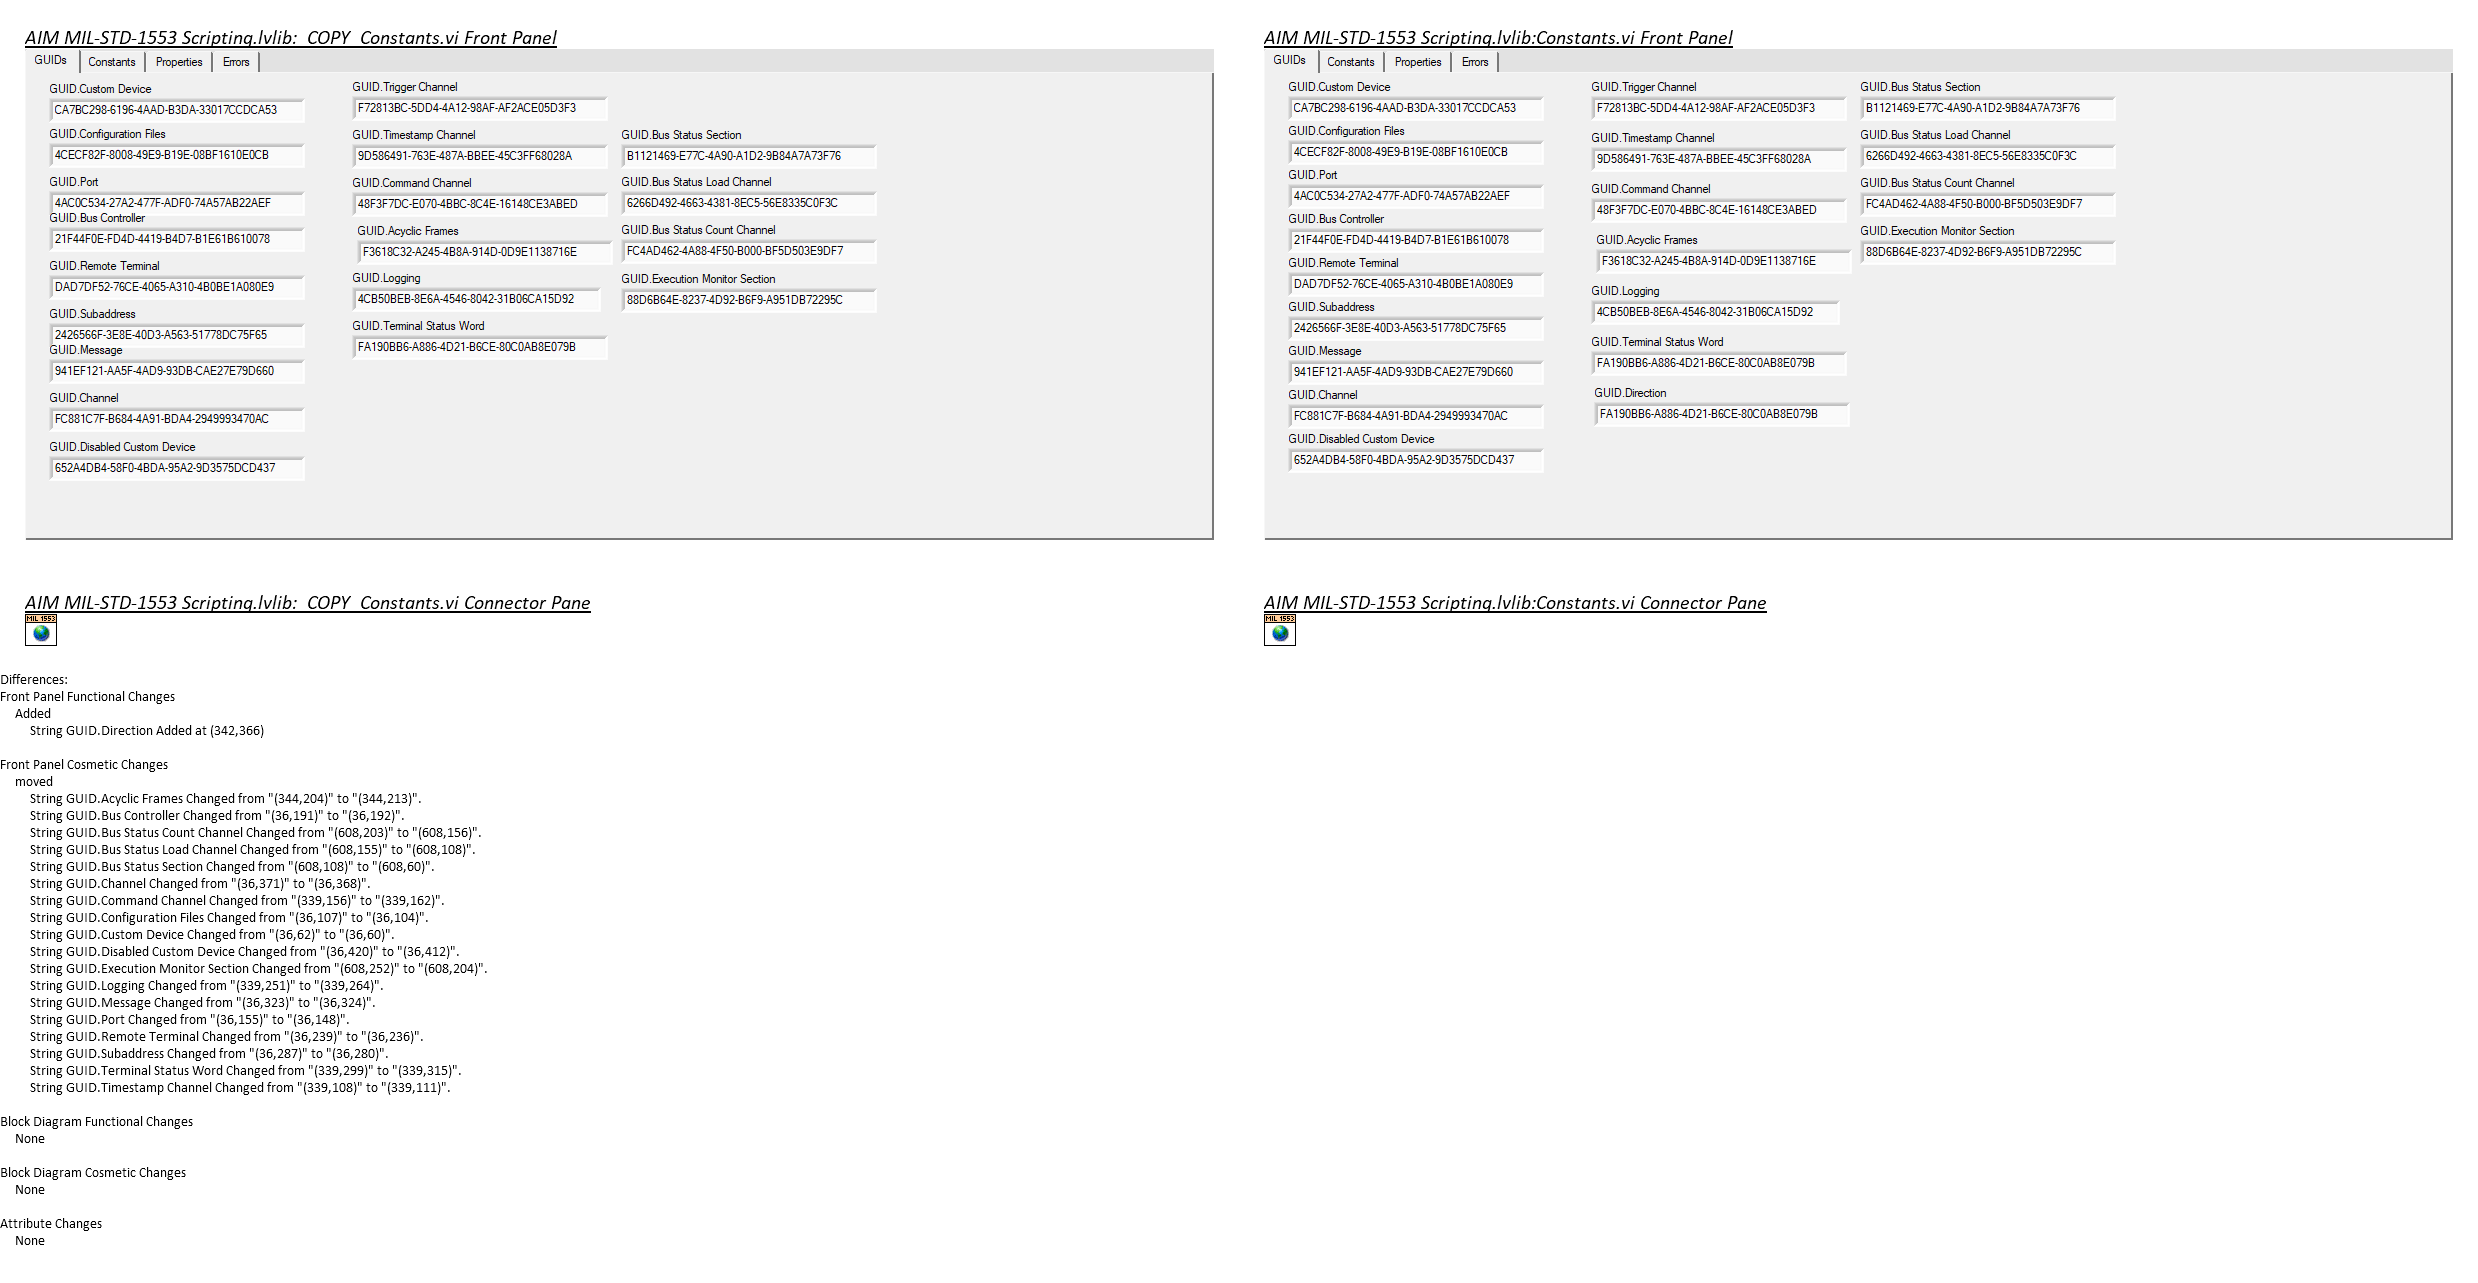 AIM MIL-STD-1553 Scripting.lvlib:_COPY_Constants.vi Front Panel
GUIDs Constants Properties Errors
GUID.Custom Device
CA7BC298-6196-4AAD-B3DA-33017CCDCA53
GUID.Configuration Files
4CECF82F-8008-49E9-B19E-08BF1610E0CB
GUID.Port
4AC0C534-27A2-477F-ADF0-74A57AB22AEF
GUID.Bus Controller
21F44F0E-FD4D-4419-B4D7-B1E61B610078
GUID.Remote Terminal
DAD7DF52-76CE-4065-A310-4B0BE1A080E9
GUID.Subaddress
2426566F-3E8E-40D3-A563-51778DC75F65
GUID.Message
941EF121-AA5F-4AD9-93DB-CAE27E79D660
GUID.Channel
FC881C7F-B684-4A91-BDA4-2949993470AC
GUID.Disabled Custom Device
652A4DB4-58F0-4BDA-95A2-9D3575DCD437
GUID.Trigger Channel
F72813BC-5DD4-4A12-98AF-AF2ACE05D3F3
GUID.Timestamp Channel
9D586491-763E-487A-BBEE-45C3FF68028A
GUID.Command Channel
48F3F7DC-E070-4BBC-8C4E-16148CE3ABED
GUID.Acyclic Frames
F3618C32-A245-4B8A-914D-0D9E1138716E
GUID.Logging
4CB50BEB-8E6A-4546-8042-31B06CA15D92
GUID.Terminal Status Word
FA190BB6-A886-4D21-B6CE-80C0AB8E079B
GUID.Bus Status Section
B1121469-E77C-4A90-A1D2-9B84A7A73F76
GUID.Bus Status Load Channel
6266D492-4663-4381-8EC5-56E8335C0F3C
GUID.Bus Status Count Channel
FC4AD462-4A88-4F50-B000-BF5D503E9DF7
GUID.Execution Monitor Section
88D6B64E-8237-4D92-B6F9-A951DB72295C
AIM MIL-STD-1553 Scripting.lvlib:Constants.vi Front Panel
GUIDs Constants Properties Errors
GUID.Custom Device
CA7BC298-6196-4AAD-B3DA-33017CCDCA53
GUID.Configuration Files
4CECF82F-8008-49E9-B19E-08BF1610E0CB
GUID.Port
4AC0C534-27A2-477F-ADF0-74A57AB22AEF
GUID.Bus Controller
21F44F0E-FD4D-4419-B4D7-B1E61B610078
GUID.Remote Terminal
DAD7DF52-76CE-4065-A310-4B0BE1A080E9
GUID.Subaddress
2426566F-3E8E-40D3-A563-51778DC75F65
GUID.Message
941EF121-AA5F-4AD9-93DB-CAE27E79D660
GUID.Channel
FC881C7F-B684-4A91-BDA4-2949993470AC
GUID.Disabled Custom Device
652A4DB4-58F0-4BDA-95A2-9D3575DCD437
GUID.Trigger Channel
F72813BC-5DD4-4A12-98AF-AF2ACE05D3F3
GUID.Timestamp Channel
9D586491-763E-487A-BBEE-45C3FF68028A
GUID.Command Channel
48F3F7DC-E070-4BBC-8C4E-16148CE3ABED
GUID.Acyclic Frames
F3618C32-A245-4B8A-914D-0D9E1138716E
GUID.Logging
4CB50BEB-8E6A-4546-8042-31B06CA15D92
GUID.Terminal Status Word
FA190BB6-A886-4D21-B6CE-80C0AB8E079B
GUID.Direction
FA190BB6-A886-4D21-B6CE-80C0AB8E079B
GUID.Bus Status Section
B1121469-E77C-4A90-A1D2-9B84A7A73F76
GUID.Bus Status Load Channel
6266D492-4663-4381-8EC5-56E8335C0F3C
GUID.Bus Status Count Channel
FC4AD462-4A88-4F50-B000-BF5D503E9DF7
GUID.Execution Monitor Section
88D6B64E-8237-4D92-B6F9-A951DB72295C
AIM MIL-STD-1553 Scripting.lvlib:_COPY_Constants.vi Connector Pane
MIL 1553
AIM MIL-STD-1553 Scripting.lvlib:Constants.vi Connector Pane
MIL 1553
Differences:
Front Panel Functional Changes
Added
String GUID.Direction Added at (342,366)
Front Panel Cosmetic Changes
moved
String GUID.Acyclic Frames Changed from "(344,204)" to "(344,213)".
String GUID.Bus Controller Changed from "(36,191)" to "(36,192)".
String GUID.Bus Status Count Channel Changed from "(608,203)" to "(608,156)".
String GUID.Bus Status Load Channel Changed from "(608,155)" to "(608,108)".
String GUID.Bus Status Section Changed from "(608,108)" to "(608,60)".
String GUID.Channel Changed from "(36,371)" to "(36,368)".
String GUID.Command Channel Changed from "(339,156)" to "(339,162)".
String GUID.Configuration Files Changed from "(36,107)" to "(36,104)".
String GUID.Custom Device Changed from "(36,62)" to "(36,60)".
String GUID.Disabled Custom Device Changed from "(36,420)" to "(36,412)".
String GUID.Execution Monitor Section Changed from "(608,252)" to "(608,204)".
String GUID.Logging Changed from "(339,251)" to "(339,264)".
String GUID.Message Changed from "(36,323)" to "(36,324)".
String GUID.Port Changed from "(36,155)" to "(36,148)".
String GUID.Remote Terminal Changed from "(36,239)" to "(36,236)".
String GUID.Subaddress Changed from "(36,287)" to "(36,280)".
String GUID.Terminal Status Word Changed from "(339,299)" to "(339,315)".
String GUID.Timestamp Channel Changed from "(339,108)" to "(339,111)".
Block Diagram Functional Changes
None
Block Diagram Cosmetic Changes
None
Attribute Changes
None